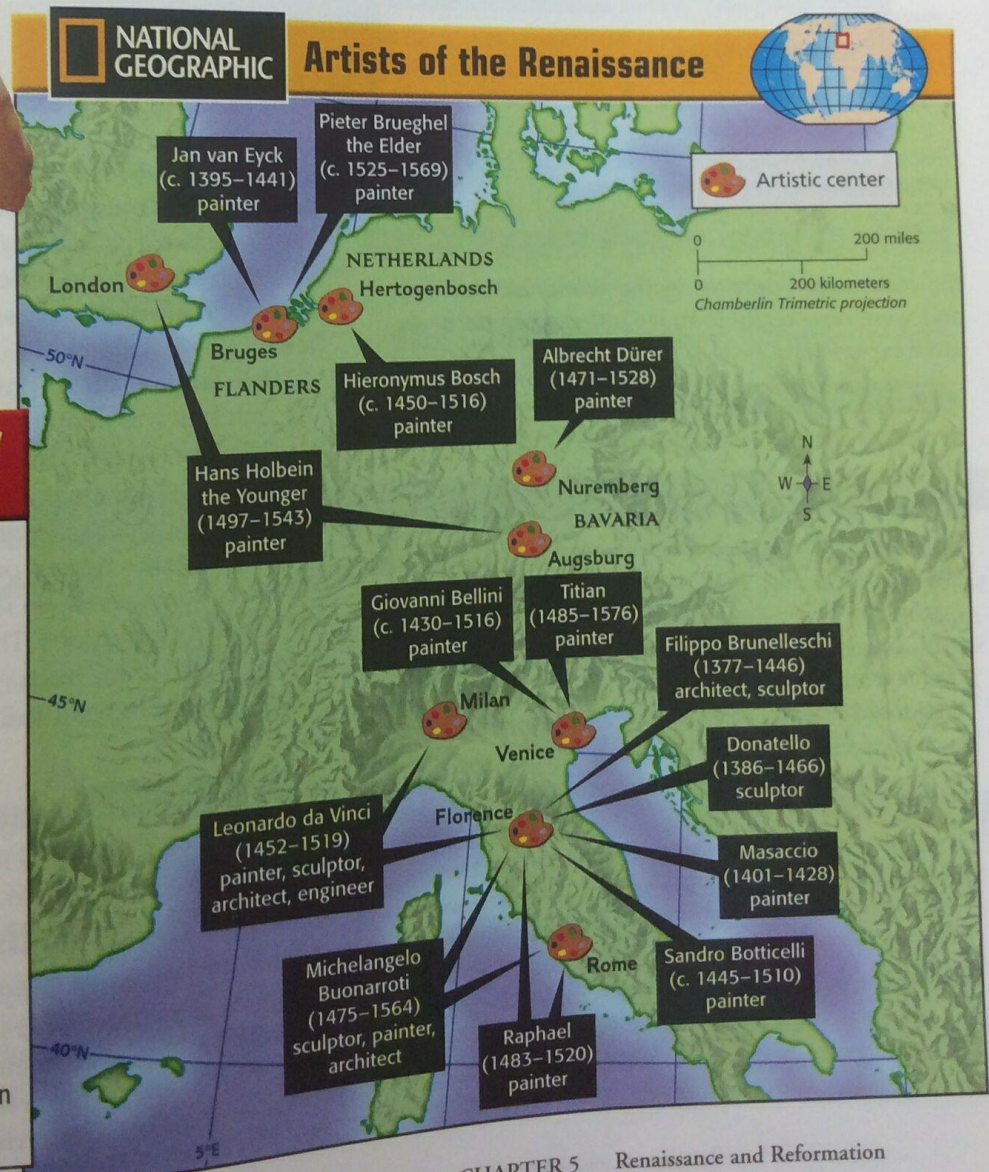 NATIONAL
GEOGRAPHIC
Artists of the Renaissance
Jan van Eyck
(c. 1395–1441)
painter
Pieter Brueghel
the Elder
(c. 1525–1569)
painter
Artistic center
0
200 miles
0
200 kilometers
Chamberlin Trimetric projection
London
NETHERLANDS
Hertogenbosch
Bruges
FLANDERS
50°N
Hieronymus Bosch
(c. 1450–1516)
painter
Albrecht Dürer
(1471–1528)
painter
N
W E
S
Hans Holbein
the Younger
(1497–1543)
painter
Nuremberg
BAVARIA
Augsburg
Giovanni Bellini
(c. 1430–1516)
painter
Titian
(1485–1576)
painter
Filippo Brunelleschi
(1377–1446)
architect, sculptor
45°N
Milan
Venice
Donatello
(1386–1466)
sculptor
Leonardo da Vinci
(1452–1519)
painter, sculptor,
architect, engineer
Florence
Masaccio
(1401–1428)
painter
Michelangelo
Buonarroti
(1475–1564)
sculptor, painter,
architect
Rome
Sandro Botticelli
(c. 1445–1510)
painter
Raphael
(1483–1520)
painter
40°N
5°E
n
CHAPTER 5 Renaissance and Reformation